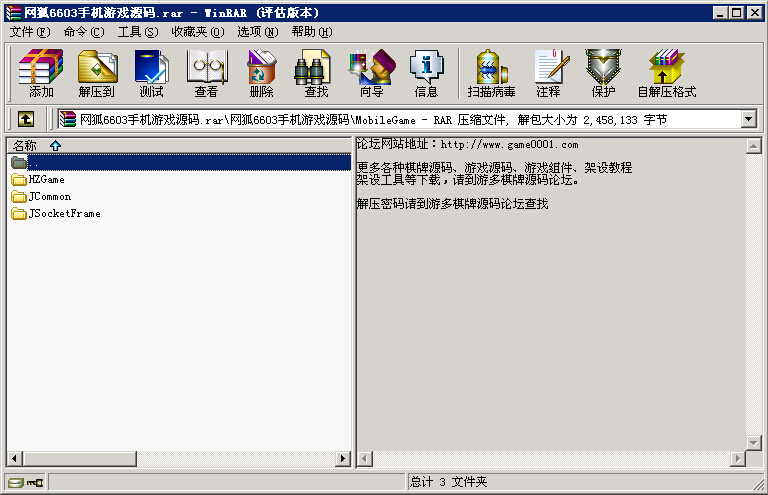 网狐6603手机游戏源码.rar - WinRAR (评估版本)
文件(F) 命令(C) 工具(S) 收藏夹(O) 选项(N) 帮助(H)
添加 解压到 测试 查看 删除 查找 向导 信息 扫描病毒 注释 保护 自解压格式
网狐6603手机游戏源码.rar\网狐6603手机游戏源码\MobileGame - RAR 压缩文件, 解包大小为 2,458,133 字节
名称
..
HZGame
JCommon
JSocketFrame
论坛网站地址：http://www.game0001.com
更多各种棋牌源码、游戏源码、游戏组件、架设教程
架设工具等下载，请到游多棋牌源码论坛。
解压密码请到游多棋牌源码论坛查找
总计 3 文件夹